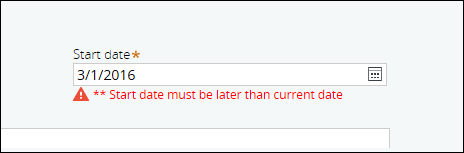 Start date*
3/1/2016
** Start date must be later than current date